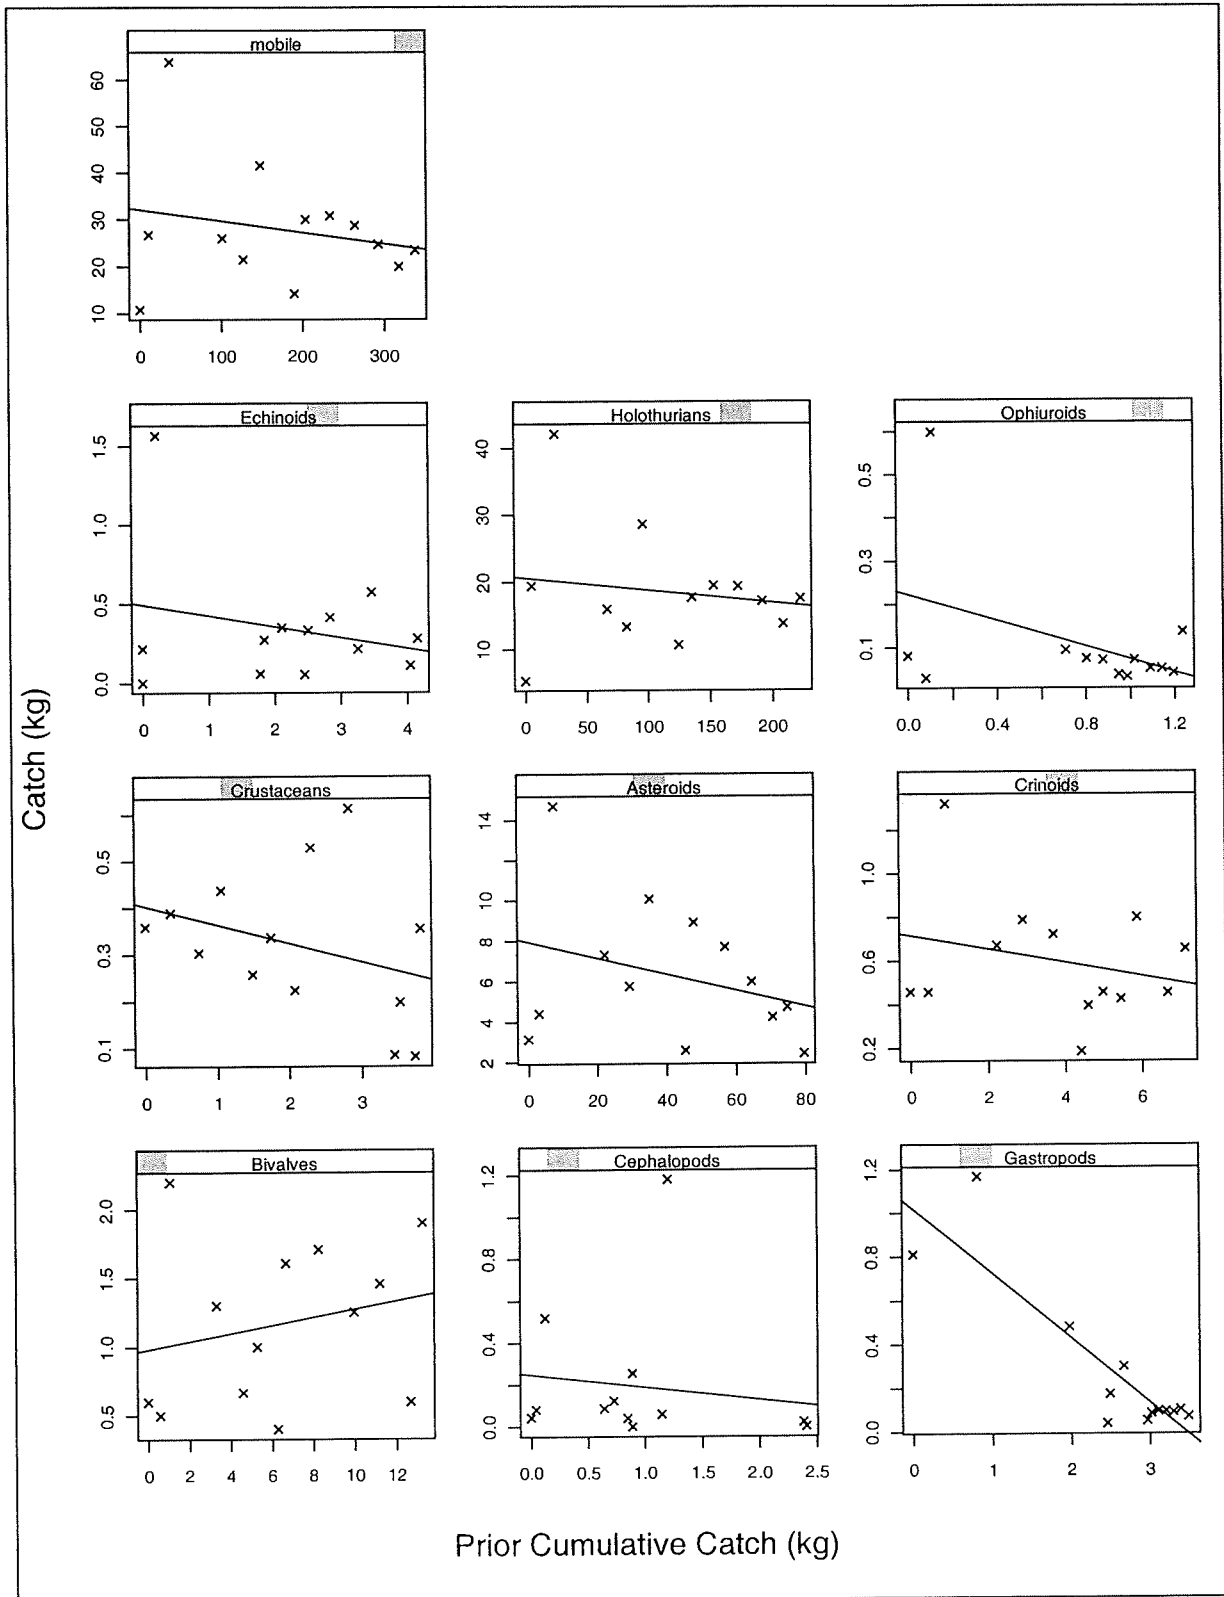 mobile
60
50
40
30
20
10
0 100 200 300
Echinoids Holothurians Ophiuroids
1.5
1.0
0.5
0.0
0 1 2 3 4
40
30
20
10
0 50 100 150 200
0.5
0.3
0.1
0.0 0.4 0.8 1.2
Catch (kg)
Crustaceans Asteroids Crinoids
0.5
0.3
0.1
0 1 2 3
14
10
8
6
4
2
0 20 40 60 80
1.0
0.6
0.2
0 2 4 6
Bivalves Cephalopods Gastropods
2.0
1.5
1.0
0.5
0 2 4 6 8 10 12
1.2
0.8
0.4
0.0
0.0 0.5 1.0 1.5 2.0 2.5
1.2
0.8
0.4
0.0
0 1 2 3
Prior Cumulative Catch (kg)